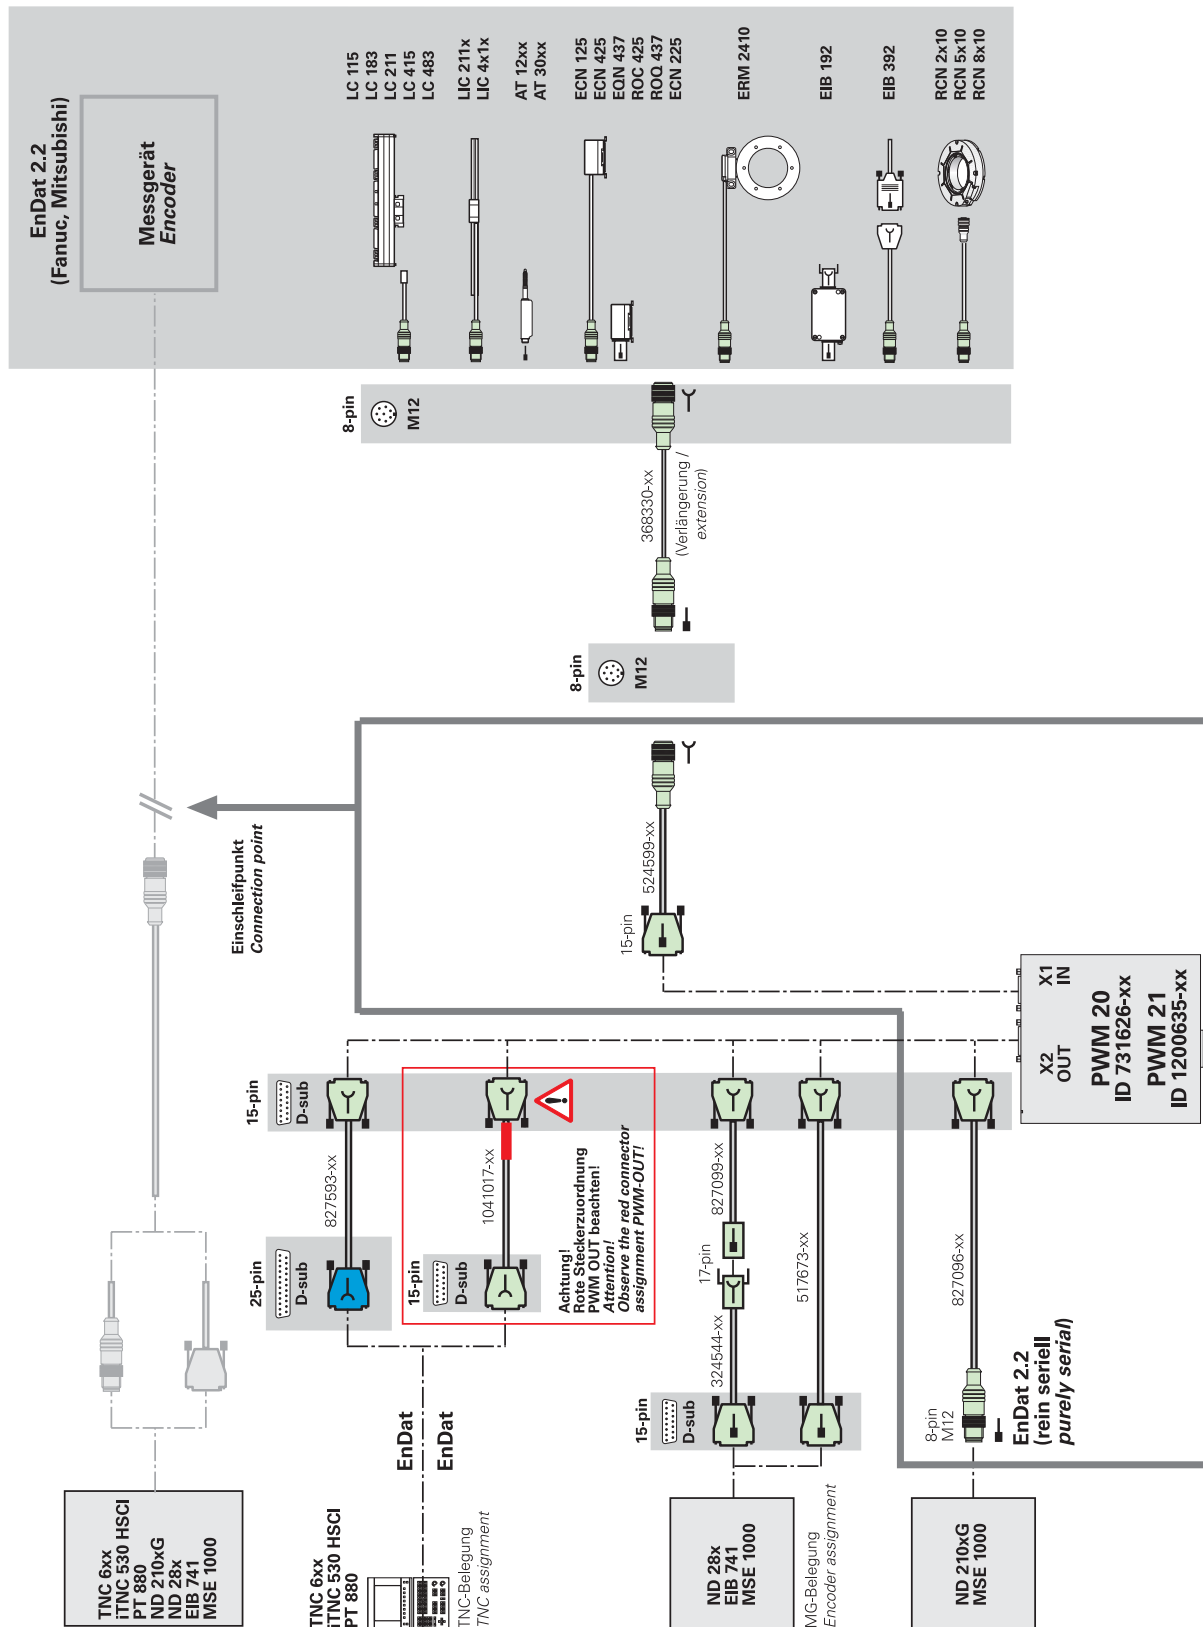 EnDat 2.2
(Fanuc, Mitsubishi)
Messgerät
Encoder
LC 115
LC 183
LC 211
LC 415
LC 483
LIC 211x
LIC 4x1x
AT 12xx
AT 30xx
ECN 125
ECN 425
EQN 437
ROC 425
ROQ 437
ECN 225
ERM 2410
EIB 192
EIB 392
RCN 2x10
RCN 5x10
RCN 8x10
8-pin
M12
368330-xx
(Verlängerung /
extension)
8-pin
M12
Einschleifpunkt
Connection point
15-pin
524599-xx
X1
IN
X2
OUT
PWM 20
ID 731626-xx
PWM 21
ID 1200635-xx
15-pin
D-sub
827593-xx
25-pin
D-sub
1041017-xx
15-pin
D-sub
Achtung!
Rote Steckerzuordnung
PWM OUT beachten!
Attention!
Observe the red connector
assignment PWM-OUT!
827099-xx
17-pin
324544-xx
517673-xx
15-pin
D-sub
827096-xx
8-pin
M12
EnDat 2.2
(rein seriell
purely serial)
EnDat
EnDat
TNC 6xx
iTNC 530 HSCI
PT 880
ND 210xG
ND 28x
EIB 741
MSE 1000
TNC 6xx
iTNC 530 HSCI
PT 880
TNC-Belegung
TNC assignment
ND 28x
EIB 741
MSE 1000
MG-Belegung
Encoder assignment
ND 210xG
MSE 1000